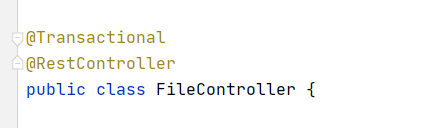 @Transactional
@RestController
public class FileController {